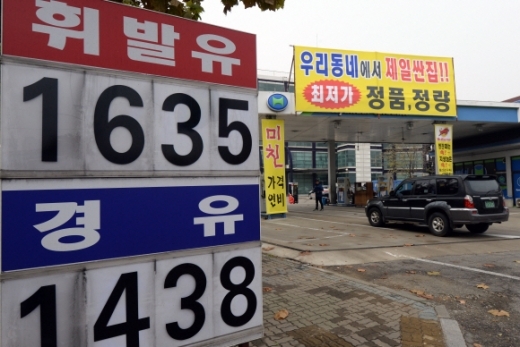 휘발유
1635
경유
1438
우리동네에서 제일싼집!!
최저가 정품,정량
미친
가격
연비